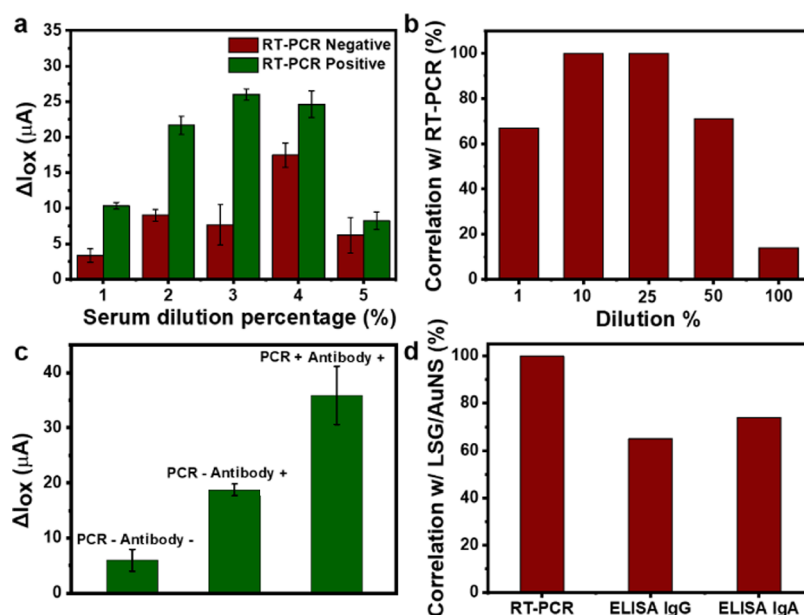 a
35
30
25
20
15
10
5
0
ΔIox (µA)
RT-PCR Negative
RT-PCR Positive
1 2 3 4 5
Serum dilution percentage (%)
b
100
80
60
40
20
0
Correlation w/ RT-PCR (%)
1 10 25 50 100
Dilution %
c
40
30
20
10
0
ΔIox (µA)
PCR - Antibody -
PCR - Antibody +
PCR + Antibody +
d
100
80
60
40
20
0
Correlation w/ LSG/AuNS (%)
RT-PCR ELISA IgG ELISA IgA